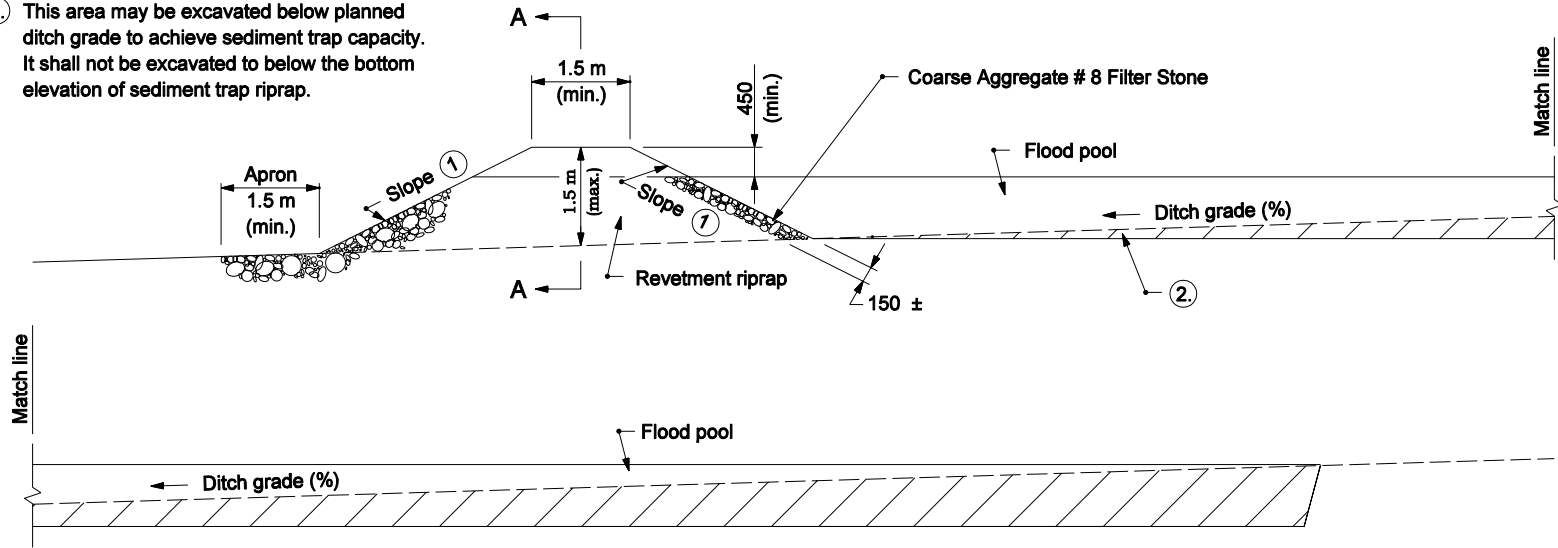 This area may be excavated below planned
ditch grade to achieve sediment trap capacity.
It shall not be excavated to below the bottom
elevation of sediment trap riprap.
A
1.5 m
(min.)
450
(min.)
Coarse Aggregate # 8 Filter Stone
Match line
Flood pool
Apron
1.5 m
(min.)
Slope 1
1.5 m
(max.)
Slope 1
Ditch grade (%)
A
Revetment riprap
150 ±
2.
Match line
Flood pool
Ditch grade (%)